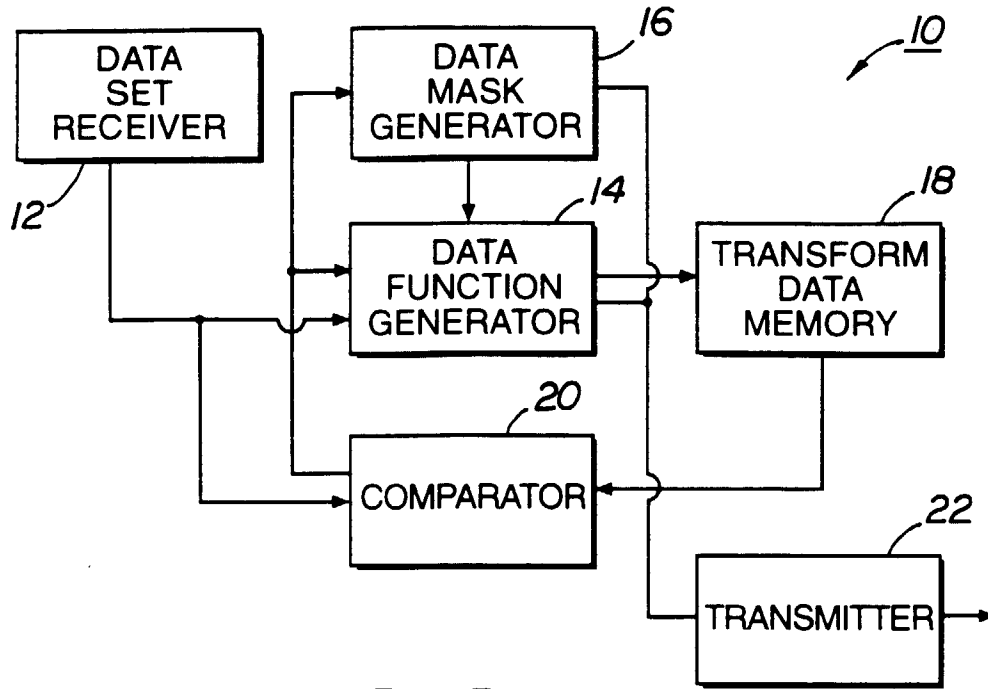 10
DATA
SET
RECEIVER
12
16
DATA
MASK
GENERATOR
14
DATA
FUNCTION
GENERATOR
18
TRANSFORM
DATA
MEMORY
20
COMPARATOR
22
TRANSMITTER